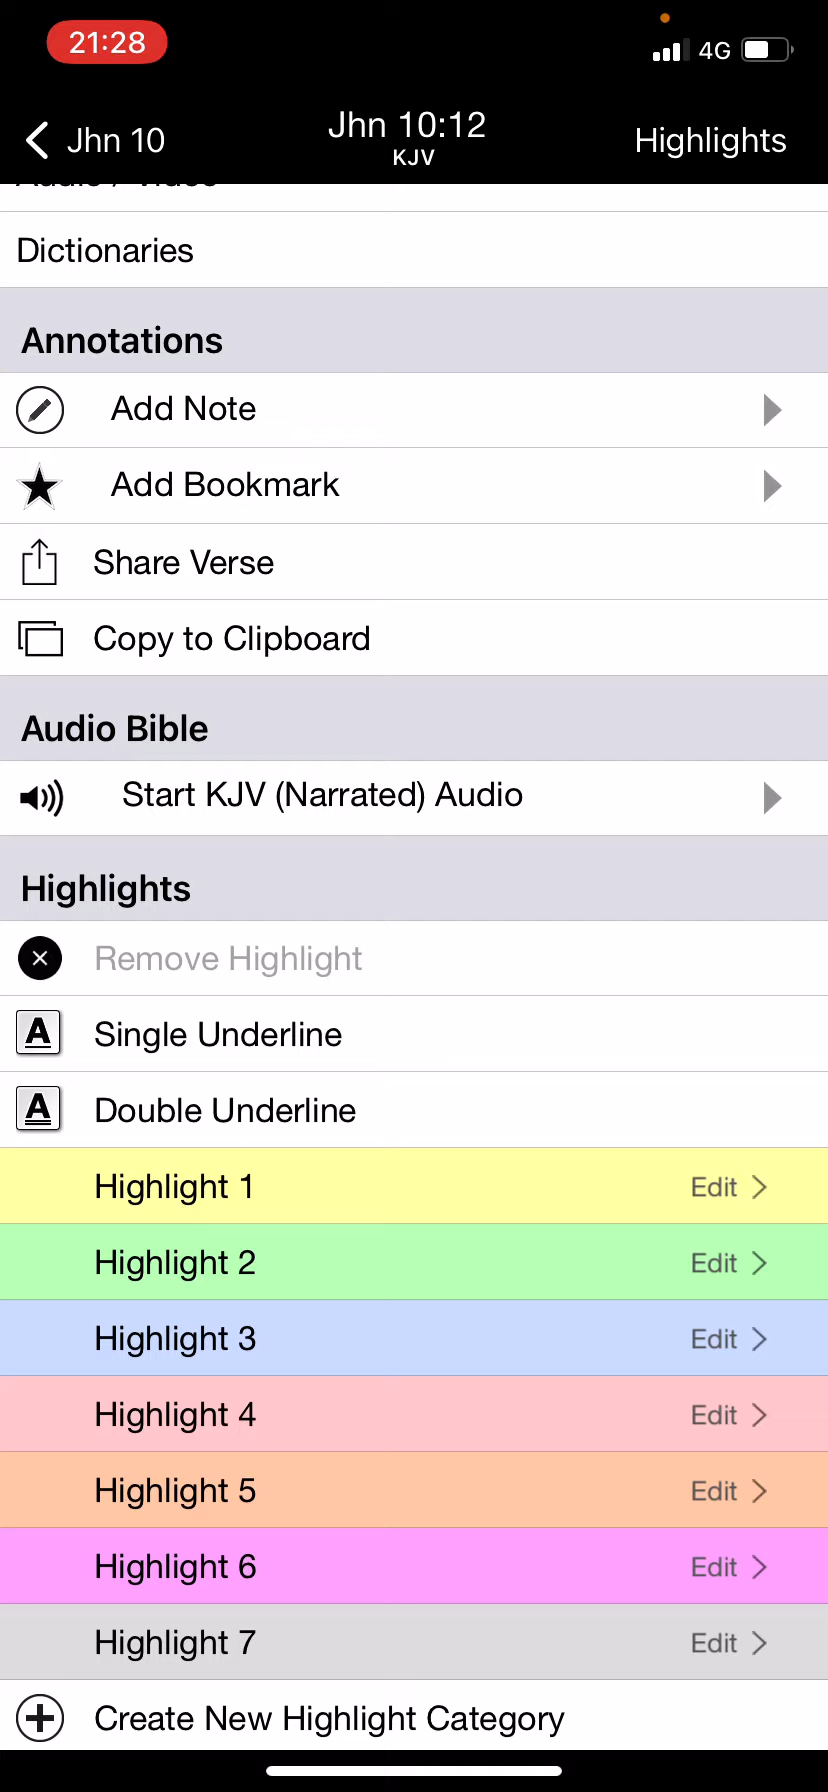 21:28
4G
Jhn 10
Jhn 10:12
KJV
Highlights
Dictionaries
Annotations
Add Note
Add Bookmark
Share Verse
Copy to Clipboard
Audio Bible
Start KJV (Narrated) Audio
Highlights
Remove Highlight
A Single Underline
A Double Underline
Highlight 1 Edit
Highlight 2 Edit
Highlight 3 Edit
Highlight 4 Edit
Highlight 5 Edit
Highlight 6 Edit
Highlight 7 Edit
Create New Highlight Category